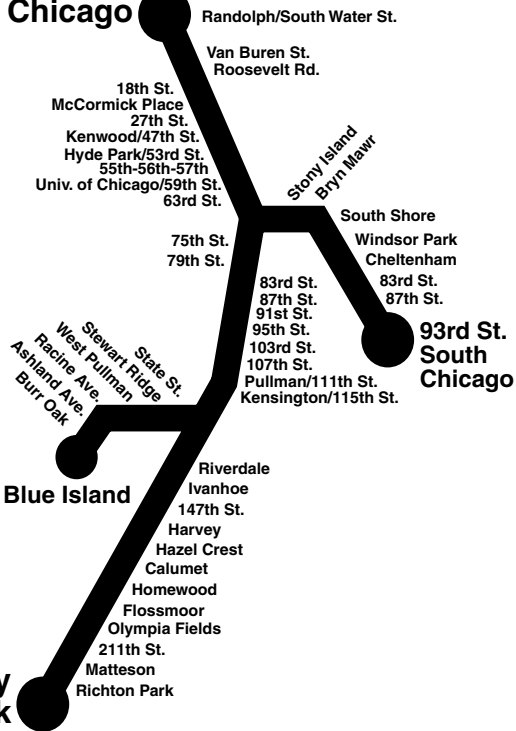 Chicago
Randolph/South Water St.
Van Buren St.
Roosevelt Rd.
18th St.
McCormick Place
27th St.
Kenwood/47th St.
Hyde Park/53rd St.
55th-56th-57th
Univ. of Chicago/59th St.
63rd St.
Stony Island
Bryn Mawr
South Shore
Windsor Park
Cheltenham
83rd St.
87th St.
93rd St.
South
Chicago
75th St.
79th St.
83rd St.
87th St.
91st St.
95th St.
103rd St.
107th St.
Pullman/111th St.
Kensington/115th St.
State St.
Stewart Ridge
West Pullman
Racine Ave.
Ashland Ave.
Burr Oak
Blue Island
Riverdale
Ivanhoe
147th St.
Harvey
Hazel Crest
Calumet
Homewood
Flossmoor
Olympia Fields
211th St.
Matteson
Richton Park